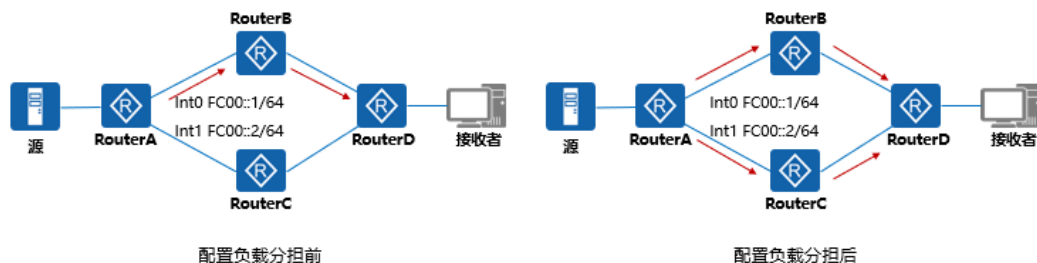 RouterB
Int0 FC00::1/64
Int1 FC00::2/64
源
RouterA
RouterD
接收者
RouterC
配置负载分担前
RouterB
Int0 FC00::1/64
Int1 FC00::2/64
源
RouterA
RouterD
接收者
RouterC
配置负载分担后